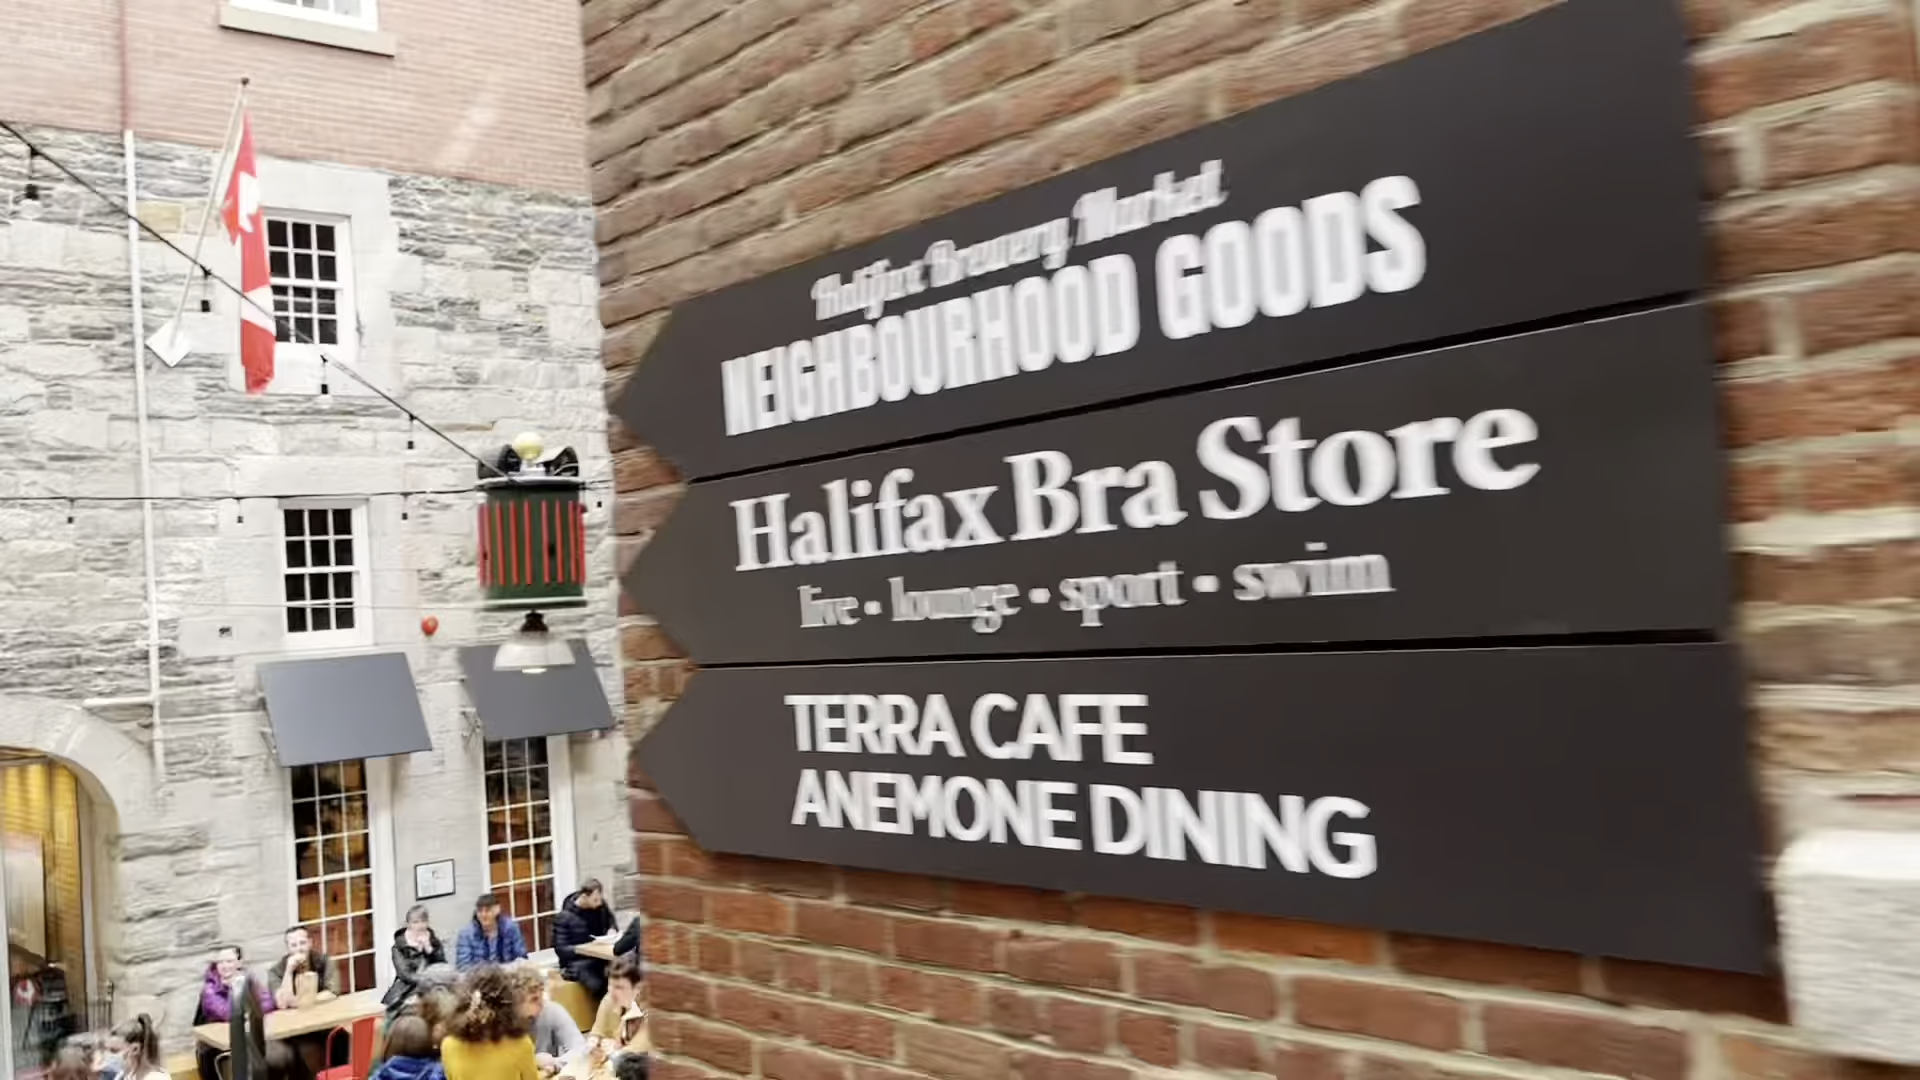 Halifax Brewery Market
NEIGHBOURHOOD GOODS
Halifax Bra Store
live • lounge • sport • swim
TERRA CAFE
ANEMONE DINING